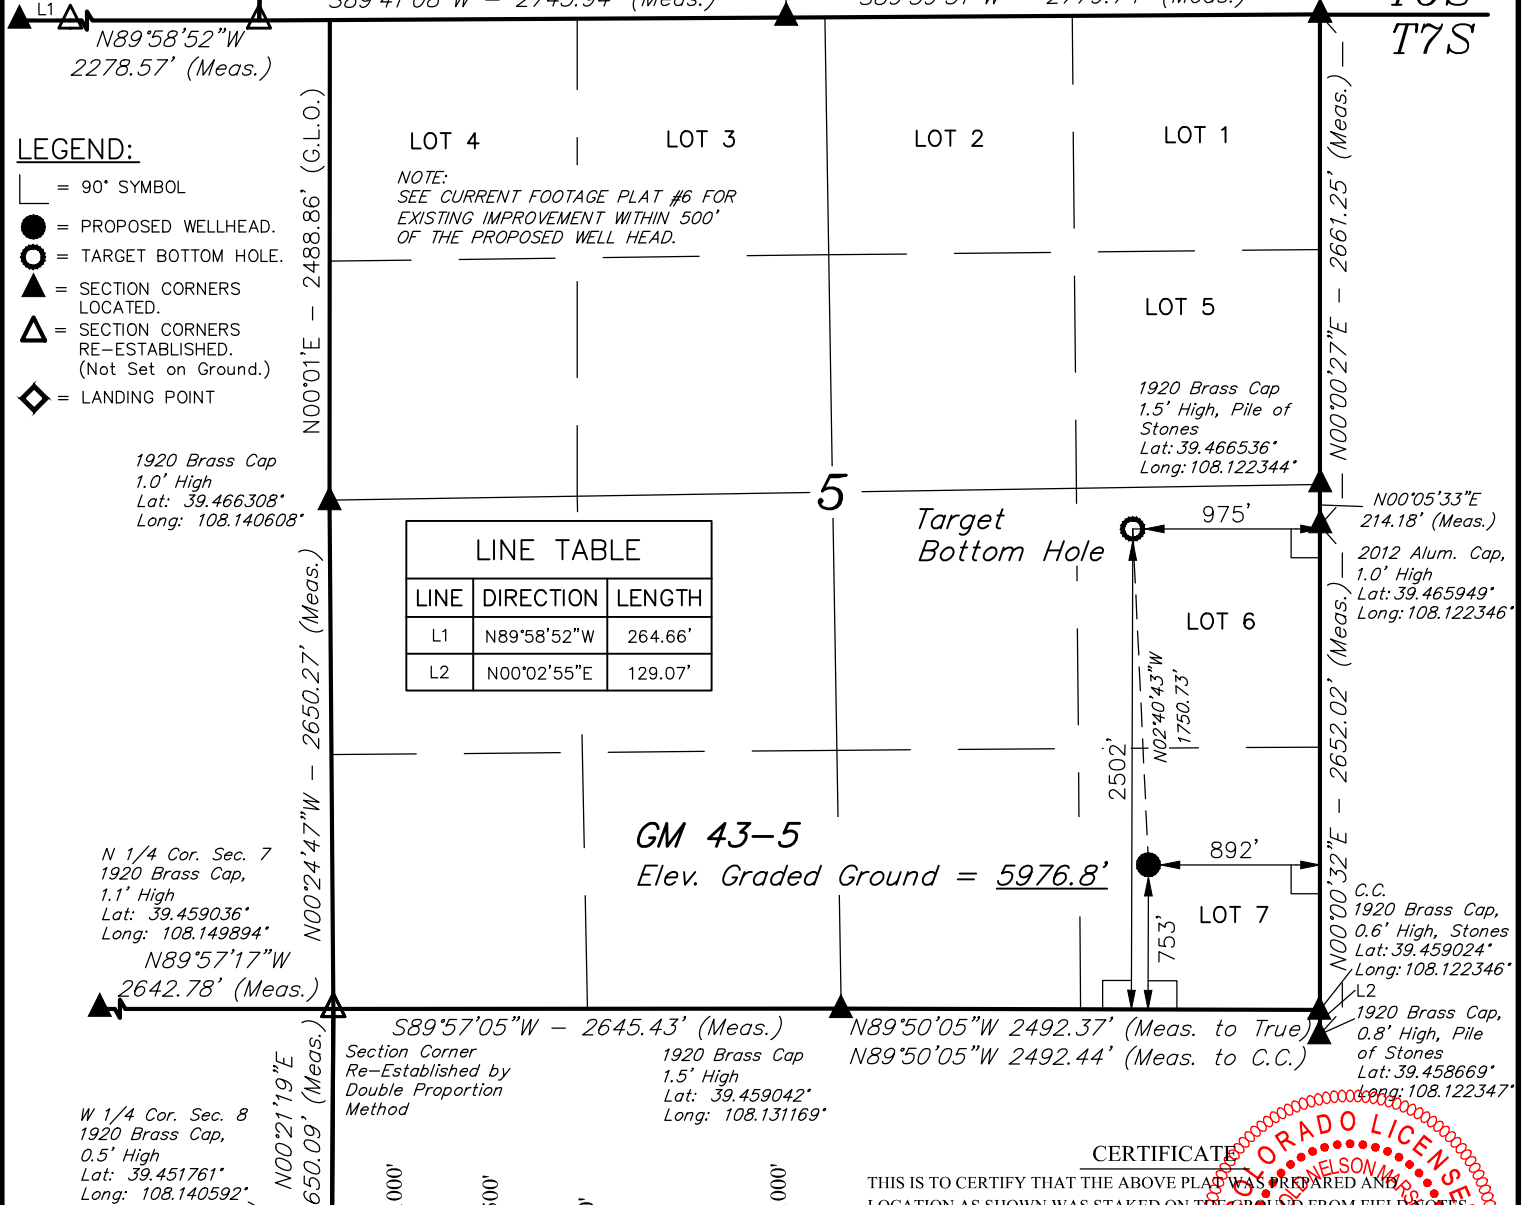 L1
N89°58'52"W
2278.57' (Meas.)
T7S
LEGEND:
= 90° SYMBOL
= PROPOSED WELLHEAD.
= TARGET BOTTOM HOLE.
= SECTION CORNERS
LOCATED.
= SECTION CORNERS
RE-ESTABLISHED.
(Not Set on Ground.)
= LANDING POINT
N00°01'E - 2488.86' (G.L.O.)
LOT 4
LOT 3
LOT 2
LOT 1
NOTE:
SEE CURRENT FOOTAGE PLAT #6 FOR
EXISTING IMPROVEMENT WITHIN 500'
OF THE PROPOSED WELL HEAD.
LOT 5
N00°00'27"E - 2661.25' (Meas.)
1920 Brass Cap
1.5' High, Pile of
Stones
Lat: 39.466536°
Long: 108.122344°
1920 Brass Cap
1.0' High
Lat: 39.466308°
Long: 108.140608°
5
N00°05'33"E
214.18' (Meas.)
Target
Bottom Hole
975'
2012 Alum. Cap,
1.0' High
Lat: 39.465949°
Long: 108.122346°
LINE TABLE
LINE DIRECTION LENGTH
L1 N89°58'52"W 264.66'
L2 N00°02'55"E 129.07'
LOT 6
N00°24'47"W - 2650.27' (Meas.)
N02°40'43"W
1750.73'
2502'
N00°00'32"E - 2652.02' (Meas.)
GM 43-5
Elev. Graded Ground = 5976.8'
892'
753'
LOT 7
N 1/4 Cor. Sec. 7
1920 Brass Cap,
1.1' High
Lat: 39.459036°
Long: 108.149894°
N89°57'17"W
2642.78' (Meas.)
C.C.
1920 Brass Cap,
0.6' High, Stones
Lat: 39.459024°
Long: 108.122346°
L2
1920 Brass Cap,
0.8' High, Pile
of Stones
Lat: 39.458669°
Long: 108.122347°
S89°57'05"W - 2645.43' (Meas.)
N89°50'05"W 2492.37' (Meas. to True)
N89°50'05"W 2492.44' (Meas. to C.C.)
Section Corner
Re-Established by
Double Proportion
Method
1920 Brass Cap
1.5' High
Lat: 39.459042°
Long: 108.131169°
N00°21'19"E
650.09' (Meas.)
W 1/4 Cor. Sec. 8
1920 Brass Cap,
0.5' High
Lat: 39.451761°
Long: 108.140592°
CERTIFICATE
THIS IS TO CERTIFY THAT THE ABOVE PLAT WAS PREPARED AND
LOCATION AS SHOWN WAS STAKED ON THE GROUND FROM FIELD NOTES